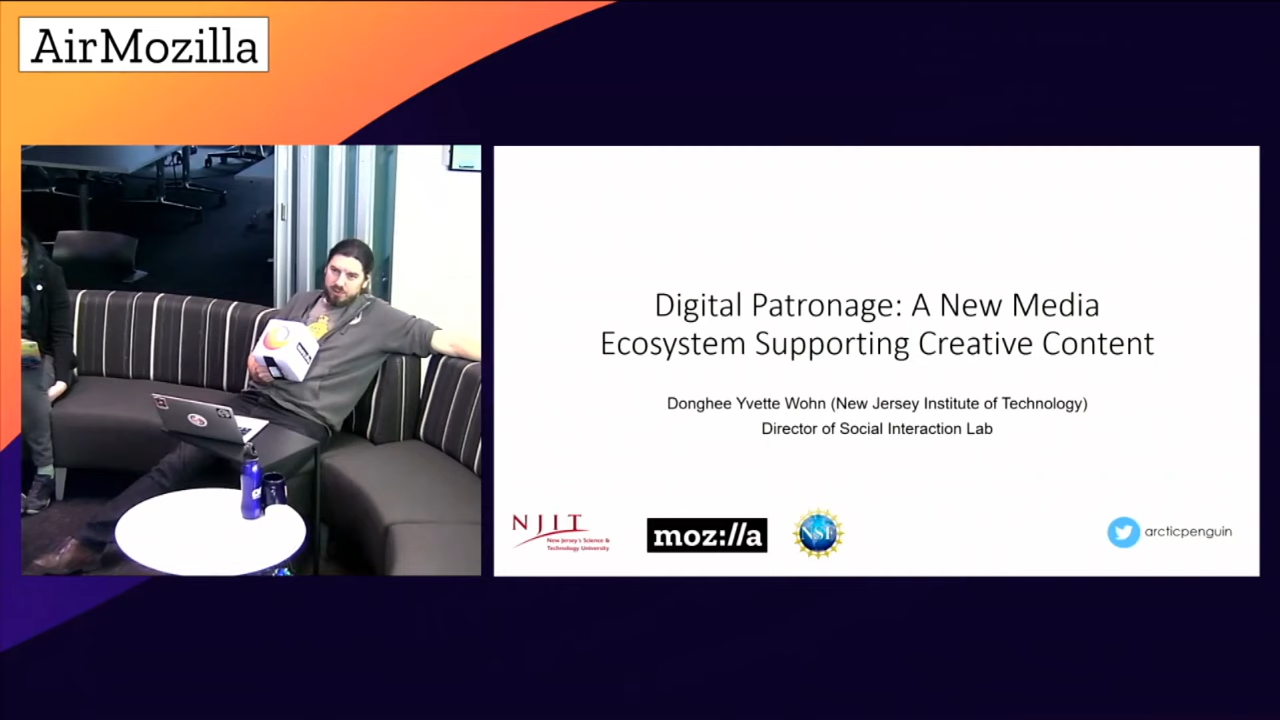 AirMozilla
Digital Patronage: A New Media
Ecosystem Supporting Creative Content
Donghee Yvette Wohn (New Jersey Institute of Technology)
Director of Social Interaction Lab
NJIT
New Jersey's Science &
Technology University
moz://a
NSF
arcticpenguin